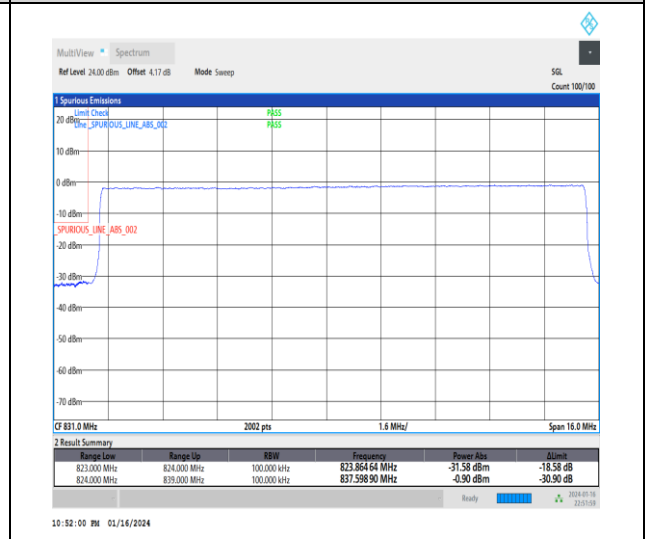 MultiView Spectrum
Ref Level 24.00 dBm Offset 4.17 dB Mode Sweep SGL
Count 100/100
1 Spurious Emissions
Limit Check PASS
20 dBm
Line _SPURIOUS_LINE_ABS_002 PASS
10 dBm
0 dBm
-10 dBm
_SPURIOUS_LINE_ABS_002
-20 dBm
-30 dBm
-40 dBm
-50 dBm
-60 dBm
-70 dBm
CF 831.0 MHz 2002 pts 1.6 MHz/ Span 16.0 MHz
2 Result Summary
Range Low Range Up RBW Frequency Power Abs ΔLimit
823.000 MHz 824.000 MHz 100.000 kHz 823.864 64 MHz -31.58 dBm -18.58 dB
824.000 MHz 839.000 MHz 100.000 kHz 837.598 90 MHz -0.90 dBm -30.90 dB
Ready 2024-01-16
22:51:59
10:52:00 PM 01/16/2024